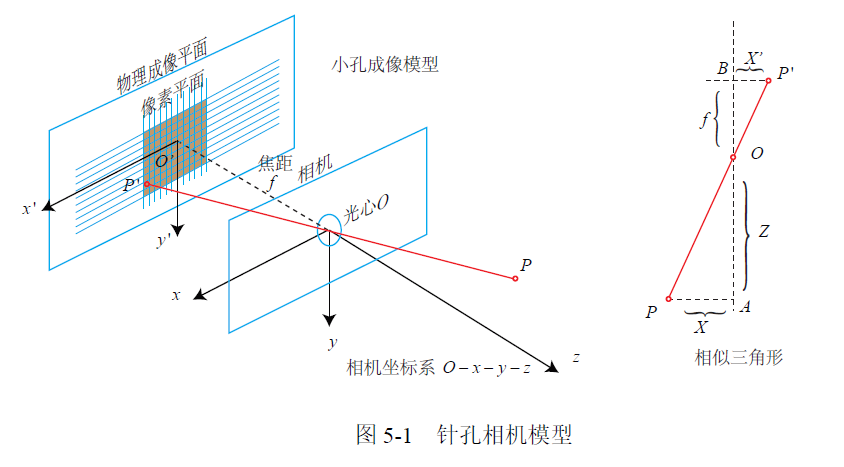 小孔成像模型
物理成像平面
像素平面
O'
P'
x'
y'
焦距
f
相机
光心O
P
x
y
z
相机坐标系 O−x−y−z
B
X'
P'
f
O
Z
P
X
A
相似三角形
图 5-1 针孔相机模型